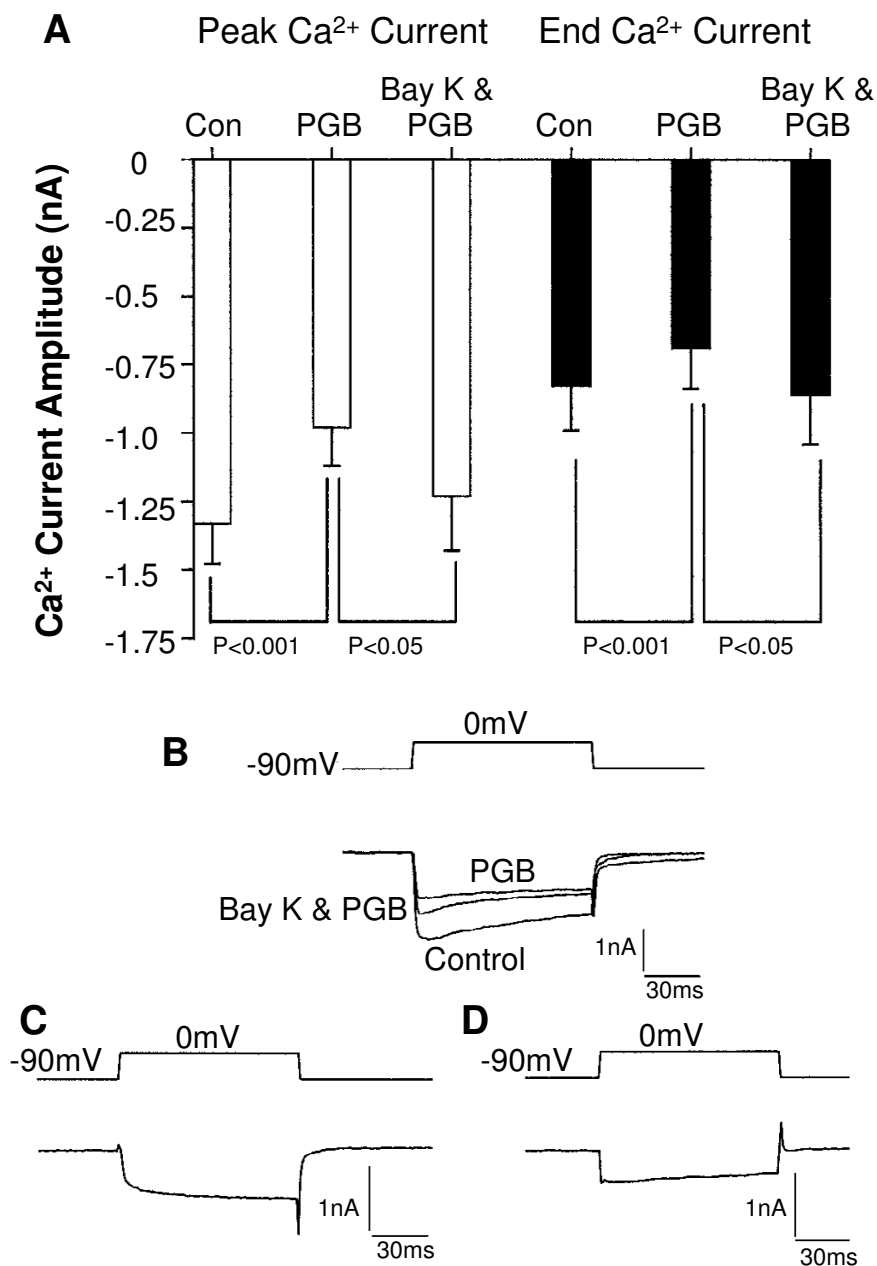 A
Peak Ca²⁺ Current
End Ca²⁺ Current
Con
PGB
Bay K &
PGB
Con
PGB
Bay K &
PGB
Ca²⁺ Current Amplitude (nA)
0
-0.25
-0.5
-0.75
-1.0
-1.25
-1.5
-1.75
P<0.001
P<0.05
P<0.001
P<0.05
B
0mV
-90mV
PGB
Bay K & PGB
Control
1nA
30ms
C
0mV
-90mV
1nA
30ms
D
0mV
-90mV
1nA
30ms